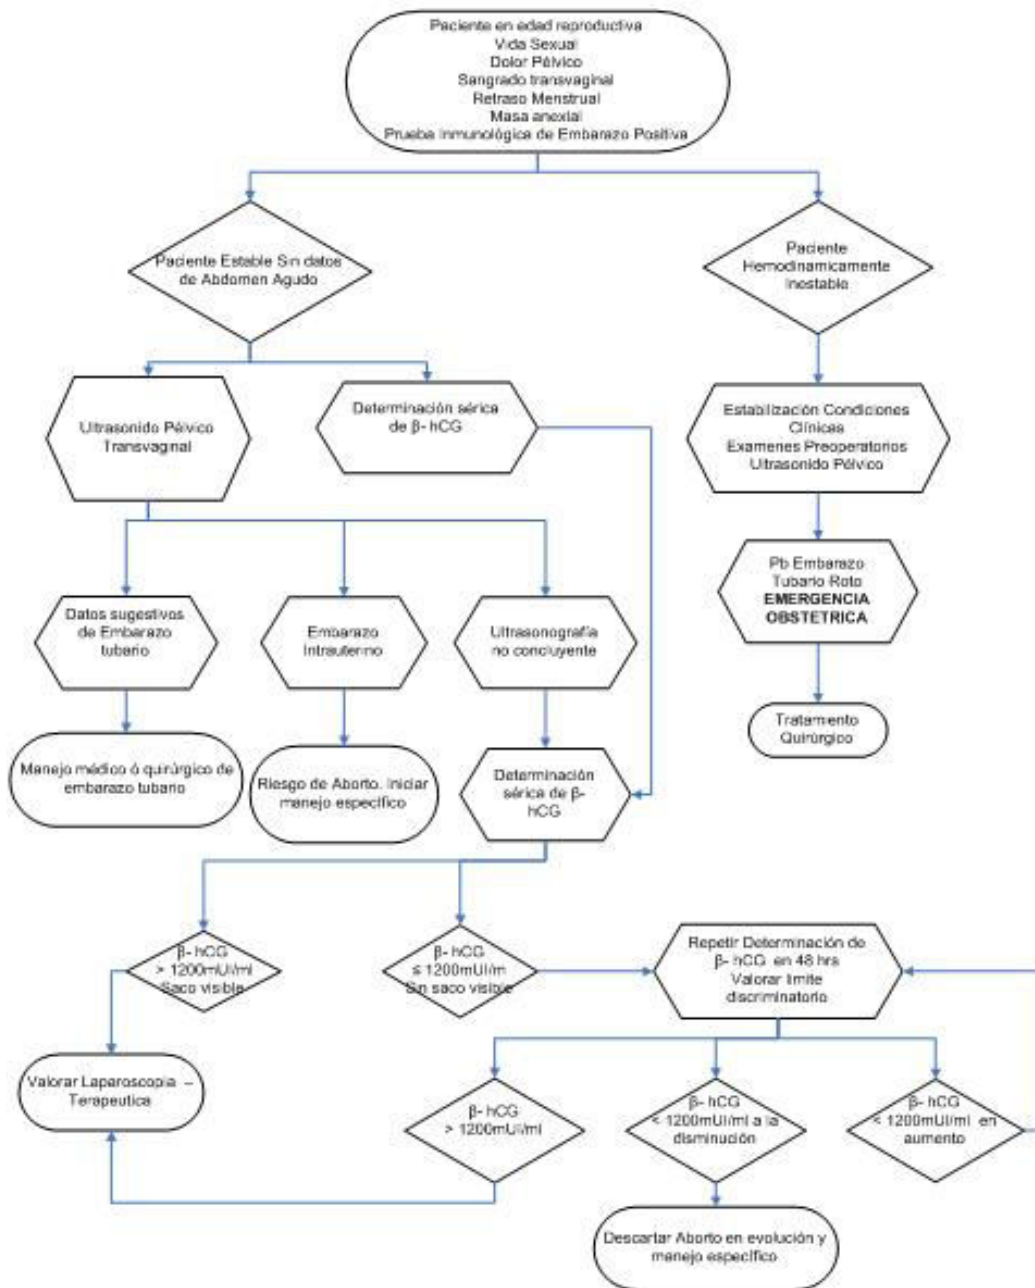 Paciente en edad reproductiva
Vida Sexual
Dolor Pélvico
Sangrado transvaginal
Retraso Menstrual
Masa anexial
Prueba Inmunológica de Embarazo Positiva
Paciente Estable Sin datos
de Abdomen Agudo
Paciente
Hemodinamicamente
Inestable
Ultrasonido Pélvico
Transvaginal
Determinación sérica
de β- hCG
Estabilización Condiciones
Clínicas
Examenes Preoperatorios
Ultrasonido Pélvico
Pb Embarazo
Tubario Roto
EMERGENCIA
OBSTETRICA
Datos sugestivos
de Embarazo
tubario
Embarazo
Intrauterino
Ultrasonografía
no concluyente
Tratamiento
Quirúrgico
Manejo médico ó quirúrgico de
embarazo tubario
Riesgo de Aborto. Iniciar
manejo específico
Determinación
sérica de β-
hCG
β- hCG
> 1200mUI/ml
Saco visible
β- hCG
≤ 1200mUI/m
Sin saco visible
Repetir Determinación de
β- hCG en 48 hrs
Valorar limite
discriminatorio
Valorar Laparoscopia –
Terapeutica
β- hCG
> 1200mUI/ml
β- hCG
< 1200mUI/ml a la
disminución
β- hCG
< 1200mUI/ml en
aumento
Descartar Aborto en evolución y
manejo específico